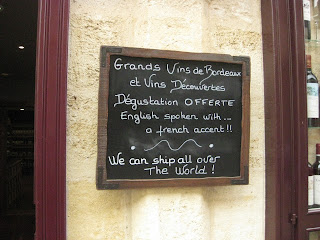 Grands Vins de Bordeaux
et Vins Découvertes
Dégustation OFFERTE
English spoken with...
a french accent!!
We can ship all over
The World!